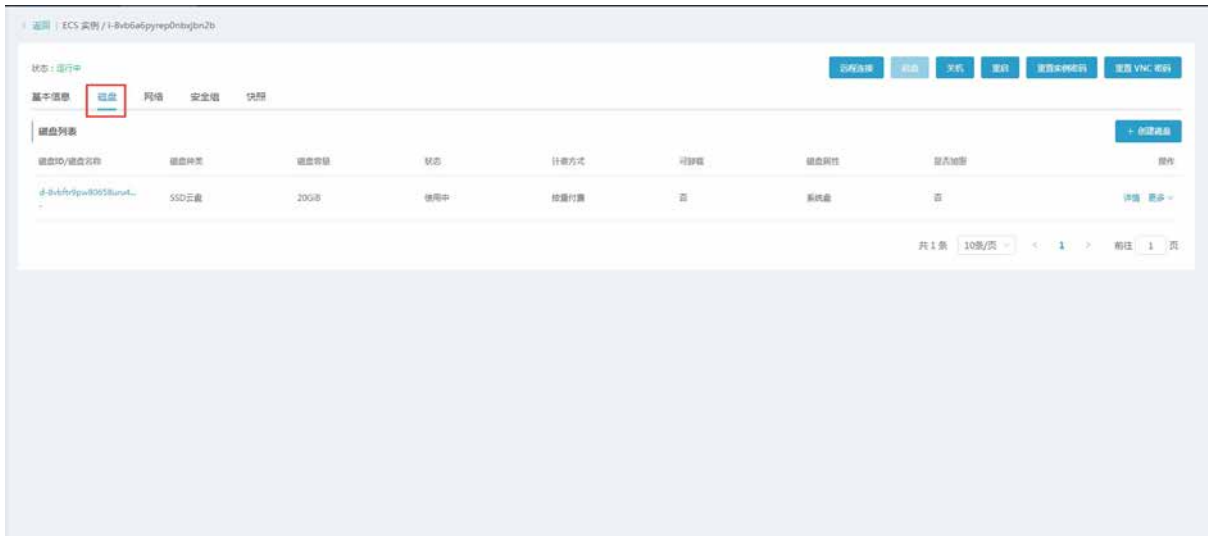 < 返回 | ECS 实例 /
状态：运行中
远程连接 启动 关机 重启 重置实例密码 重置 VNC 密码
基本信息 磁盘 网络 安全组 快照
磁盘列表
+ 创建磁盘
磁盘ID/磁盘名称 磁盘种类 磁盘容量 状态 计费方式 可卸载 磁盘属性 是否加密 操作
SSD云盘 20GiB 使用中 按量付费 否 系统盘 否 详情 更多
-
共 1 条 10条/页 < 1 > 前往 1 页